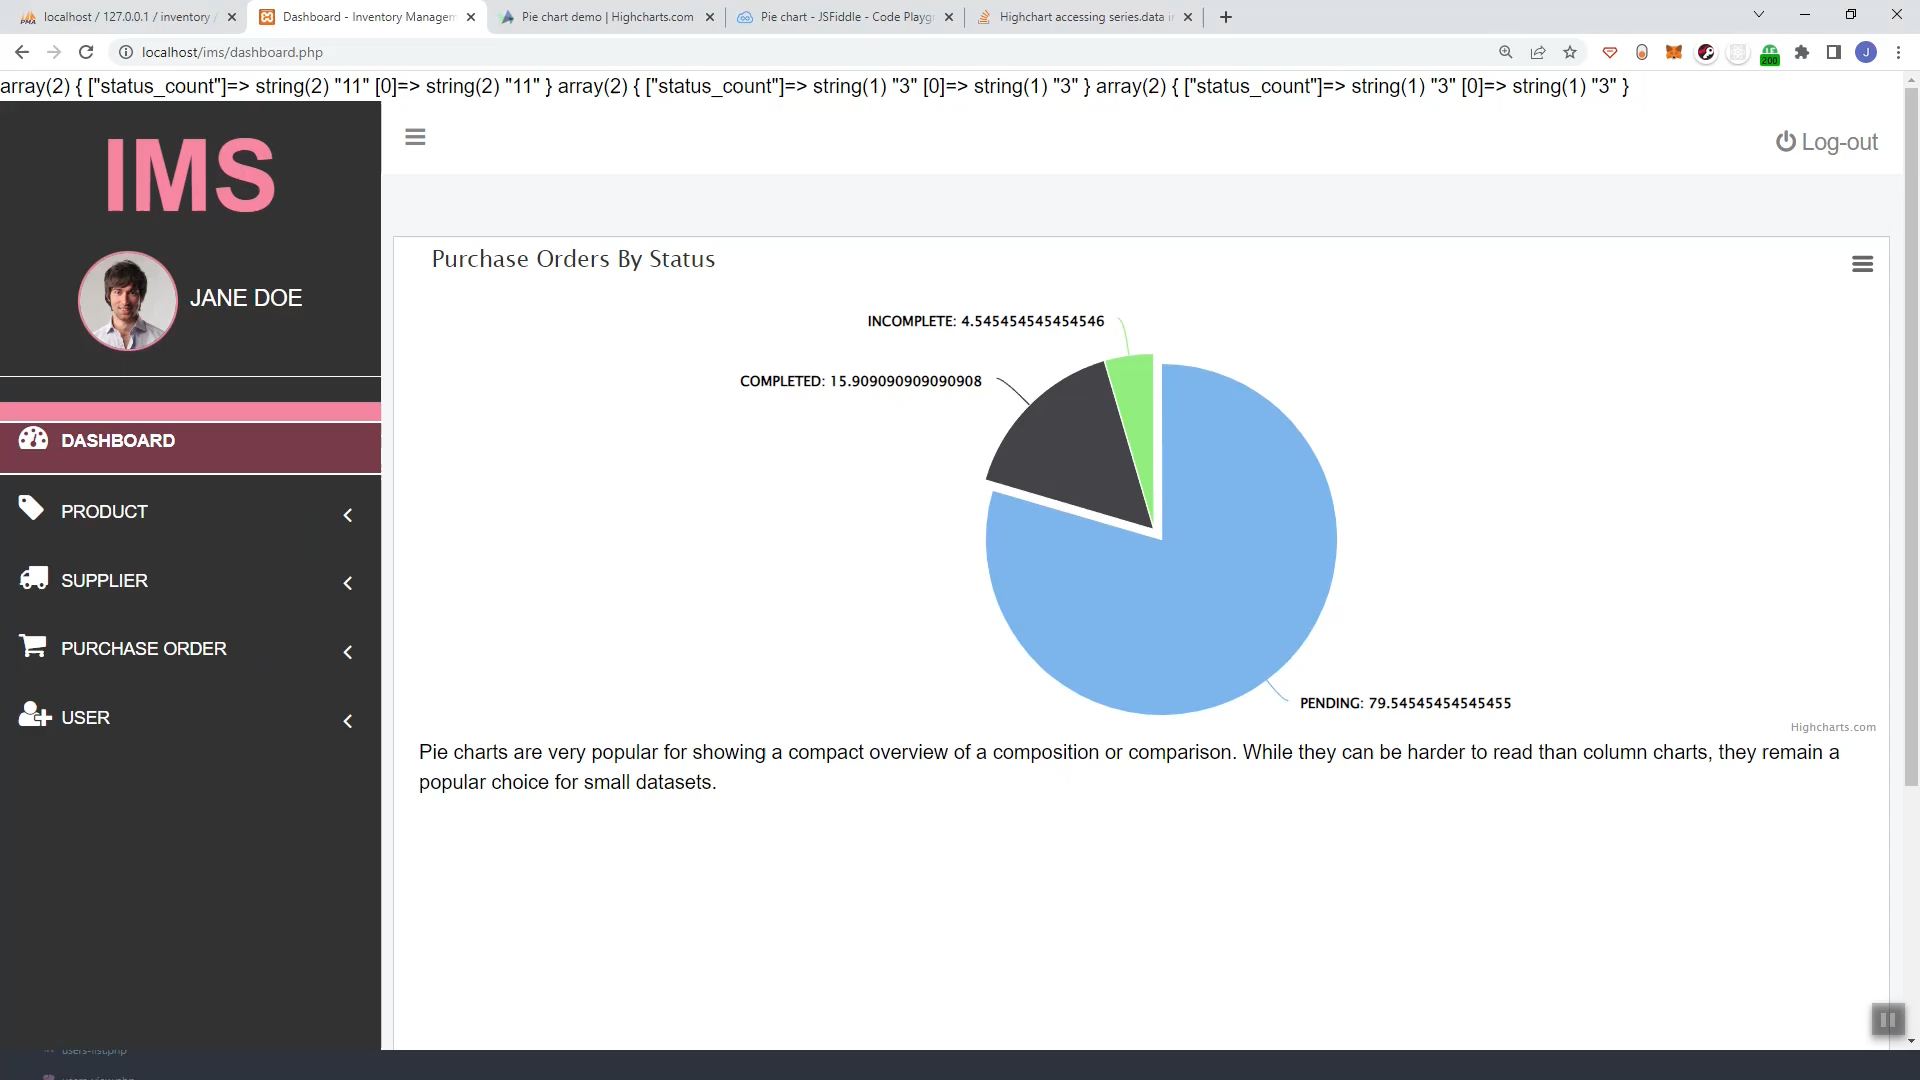 localhost / 127.0.0.1 / inventory
Dashboard - Inventory Managem
Pie chart demo | Highcharts.com
Pie chart - JSFiddle - Code Playgr
Highchart accessing series.data i
localhost/ims/dashboard.php
200
J
array(2) { ["status_count"]=> string(2) "11" [0]=> string(2) "11" } array(2) { ["status_count"]=> string(1) "3" [0]=> string(1) "3" } array(2) { ["status_count"]=> string(1) "3" [0]=> string(1) "3" }
IMS
Log-out
JANE DOE
DASHBOARD
PRODUCT
SUPPLIER
PURCHASE ORDER
USER
Purchase Orders By Status
INCOMPLETE: 4.545454545454546
COMPLETED: 15.909090909090908
PENDING: 79.54545454545455
Highcharts.com
Pie charts are very popular for showing a compact overview of a composition or comparison. While they can be harder to read than column charts, they remain a
popular choice for small datasets.
users-list.php